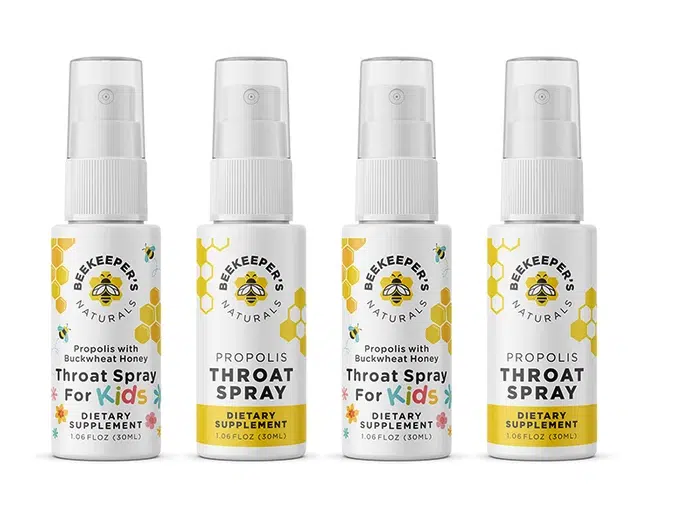 BEEKEEPER'S
NATURALS
Propolis with
Buckwheat Honey
Throat Spray
For Kids
DIETARY
SUPPLEMENT
1.06 FL OZ (30ML)
BEEKEEPER'S
NATURALS
PROPOLIS
THROAT
SPRAY
DIETARY
SUPPLEMENT
1.06 FL OZ (30ML)
BEEKEEPER'S
NATURALS
Propolis with
Buckwheat Honey
Throat Spray
For Kids
DIETARY
SUPPLEMENT
1.06 FL OZ (30ML)
BEEKEEPER'S
NATURALS
PROPOLIS
THROAT
SPRAY
DIETARY
SUPPLEMENT
1.06 FL OZ (30ML)